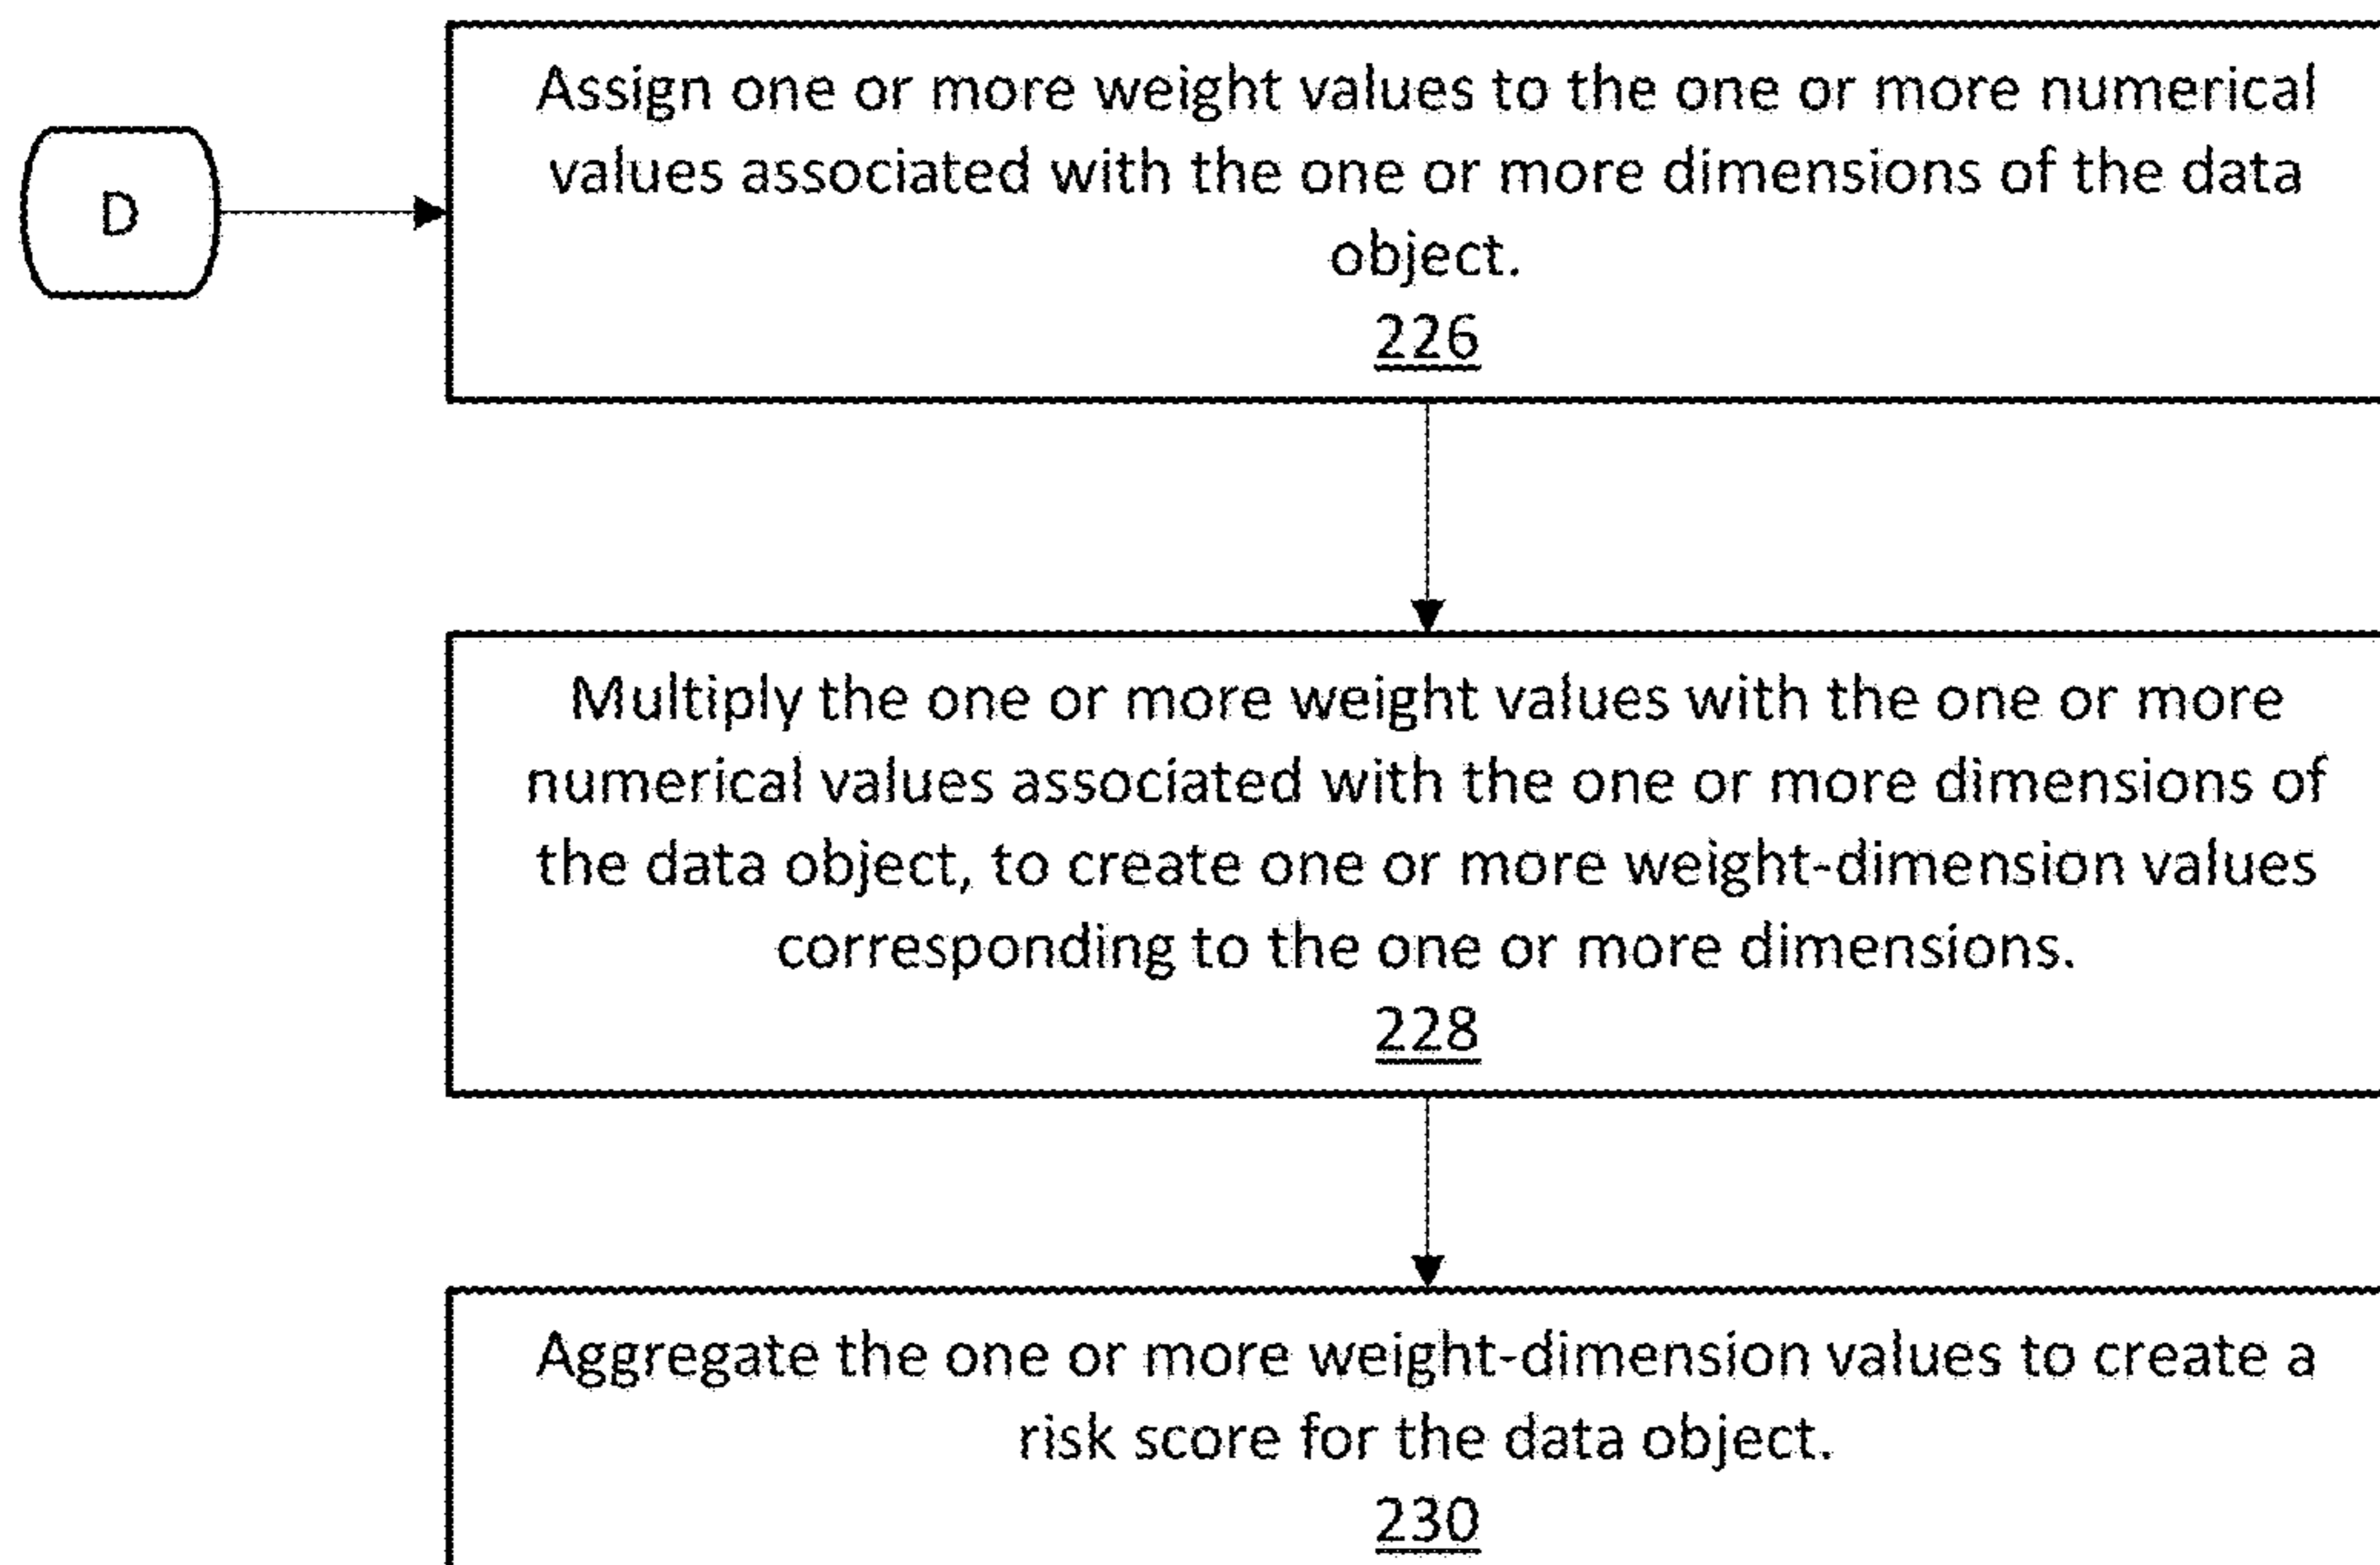 D
Assign one or more weight values to the one or more numerical
values associated with the one or more dimensions of the data
object.
226
Multiply the one or more weight values with the one or more
numerical values associated with the one or more dimensions of
the data object, to create one or more weight-dimension values
corresponding to the one or more dimensions.
228
Aggregate the one or more weight-dimension values to create a
risk score for the data object.
230